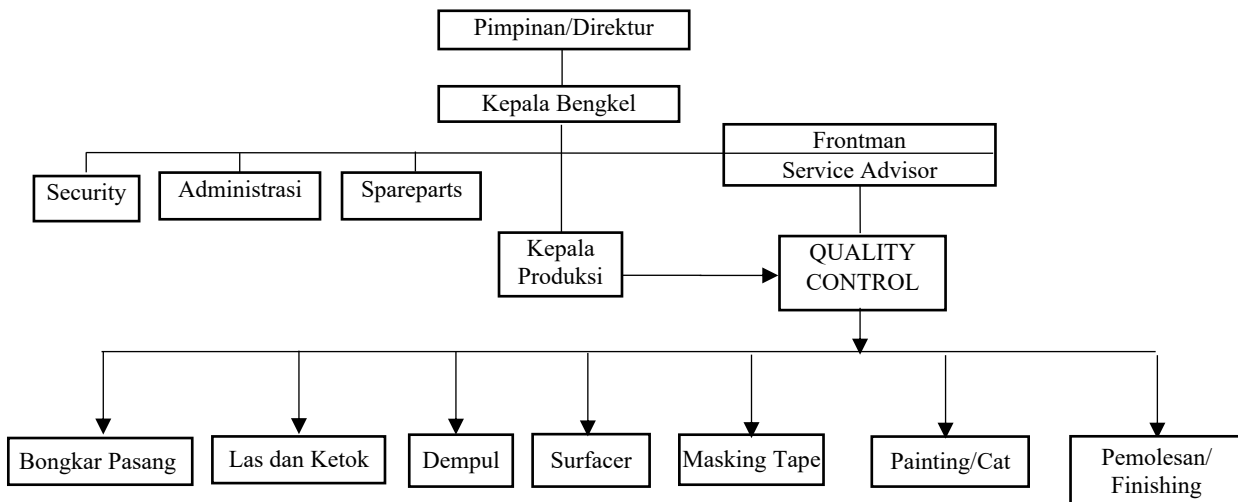 Pimpinan/Direktur
Kepala Bengkel
Frontman
Service Advisor
Security
Administrasi
Spareparts
Kepala
Produksi
QUALITY
CONTROL
Bongkar Pasang
Las dan Ketok
Dempul
Surfacer
Masking Tape
Painting/Cat
Pemolesan/
Finishing